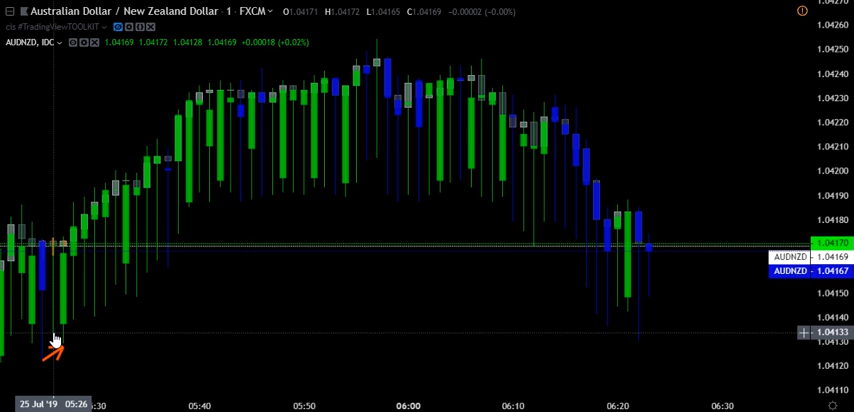 Australian Dollar / New Zealand Dollar · 1 · FXCM O1.04171 H1.04172 L1.04165 C1.04169 -0.00002 (-0.00%)
cis #TradingViewTOOLKIT
AUDNZD, IDC 1.04169 1.04172 1.04128 1.04169 +0.00018 (+0.02%)
1.04260
1.04250
1.04240
1.04230
1.04220
1.04210
1.04200
1.04190
1.04180
1.04170
AUDNZD 1.04169
AUDNZD 1.04167
1.04150
1.04140
1.04133
1.04130
1.04120
1.04110
25 Jul '19 05:26 :30 05:40 05:50 06:00 06:10 06:20 06:30